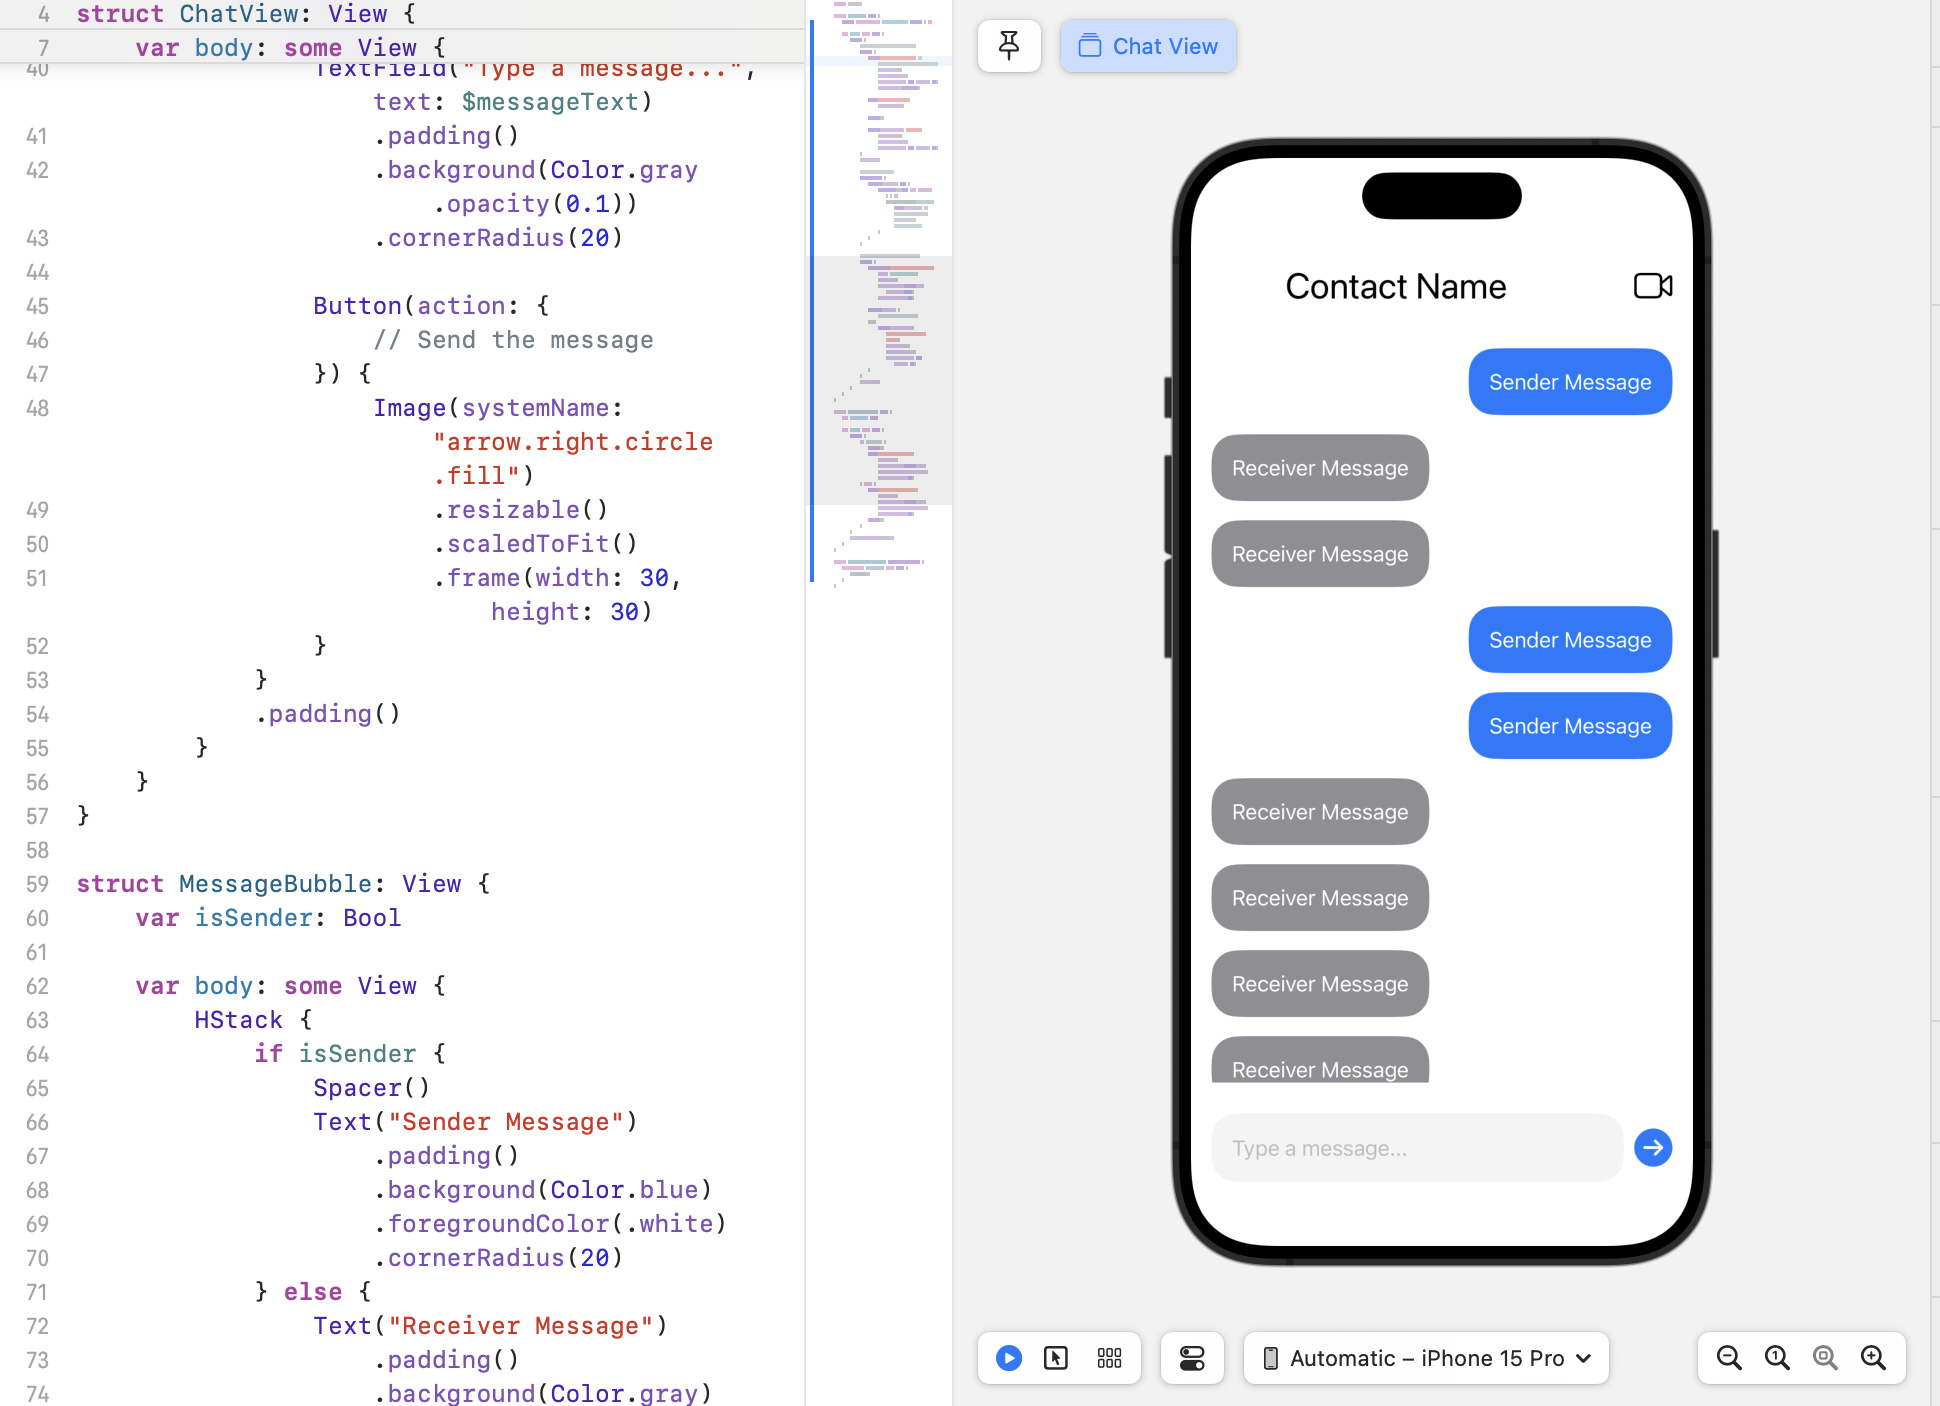 4 struct ChatView: View {
7 var body: some View {
40 TextField("Type a message...",
text: $messageText)
41 .padding()
42 .background(Color.gray
.opacity(0.1))
43 .cornerRadius(20)
44
45 Button(action: {
46 // Send the message
47 }) {
48 Image(systemName:
"arrow.right.circle
.fill")
49 .resizable()
50 .scaledToFit()
51 .frame(width: 30,
height: 30)
52 }
53 }
54 .padding()
55 }
56 }
57 }
58
59 struct MessageBubble: View {
60 var isSender: Bool
61
62 var body: some View {
63 HStack {
64 if isSender {
65 Spacer()
66 Text("Sender Message")
67 .padding()
68 .background(Color.blue)
69 .foregroundColor(.white)
70 .cornerRadius(20)
71 } else {
72 Text("Receiver Message")
73 .padding()
74 .background(Color.gray)
Chat View
Contact Name
Sender Message
Receiver Message
Receiver Message
Sender Message
Sender Message
Receiver Message
Receiver Message
Receiver Message
Receiver Message
Type a message...
Automatic – iPhone 15 Pro